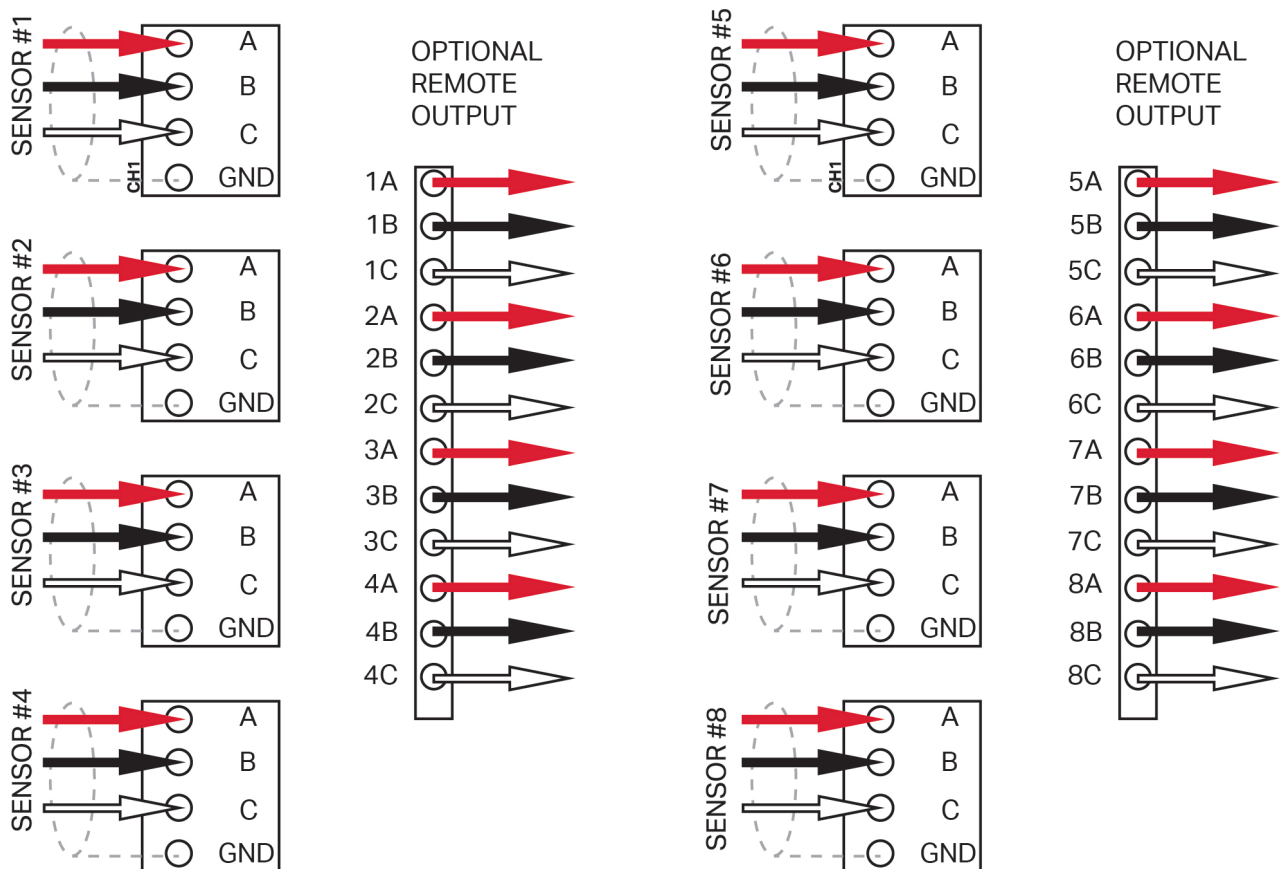 SENSOR #1
A
B
C
GND
CH1
SENSOR #2
A
B
C
GND
SENSOR #3
A
B
C
GND
SENSOR #4
A
B
C
GND
OPTIONAL
REMOTE
OUTPUT
1A
1B
1C
2A
2B
2C
3A
3B
3C
4A
4B
4C
SENSOR #5
A
B
C
GND
CH1
SENSOR #6
A
B
C
GND
SENSOR #7
A
B
C
GND
SENSOR #8
A
B
C
GND
OPTIONAL
REMOTE
OUTPUT
5A
5B
5C
6A
6B
6C
7A
7B
7C
8A
8B
8C